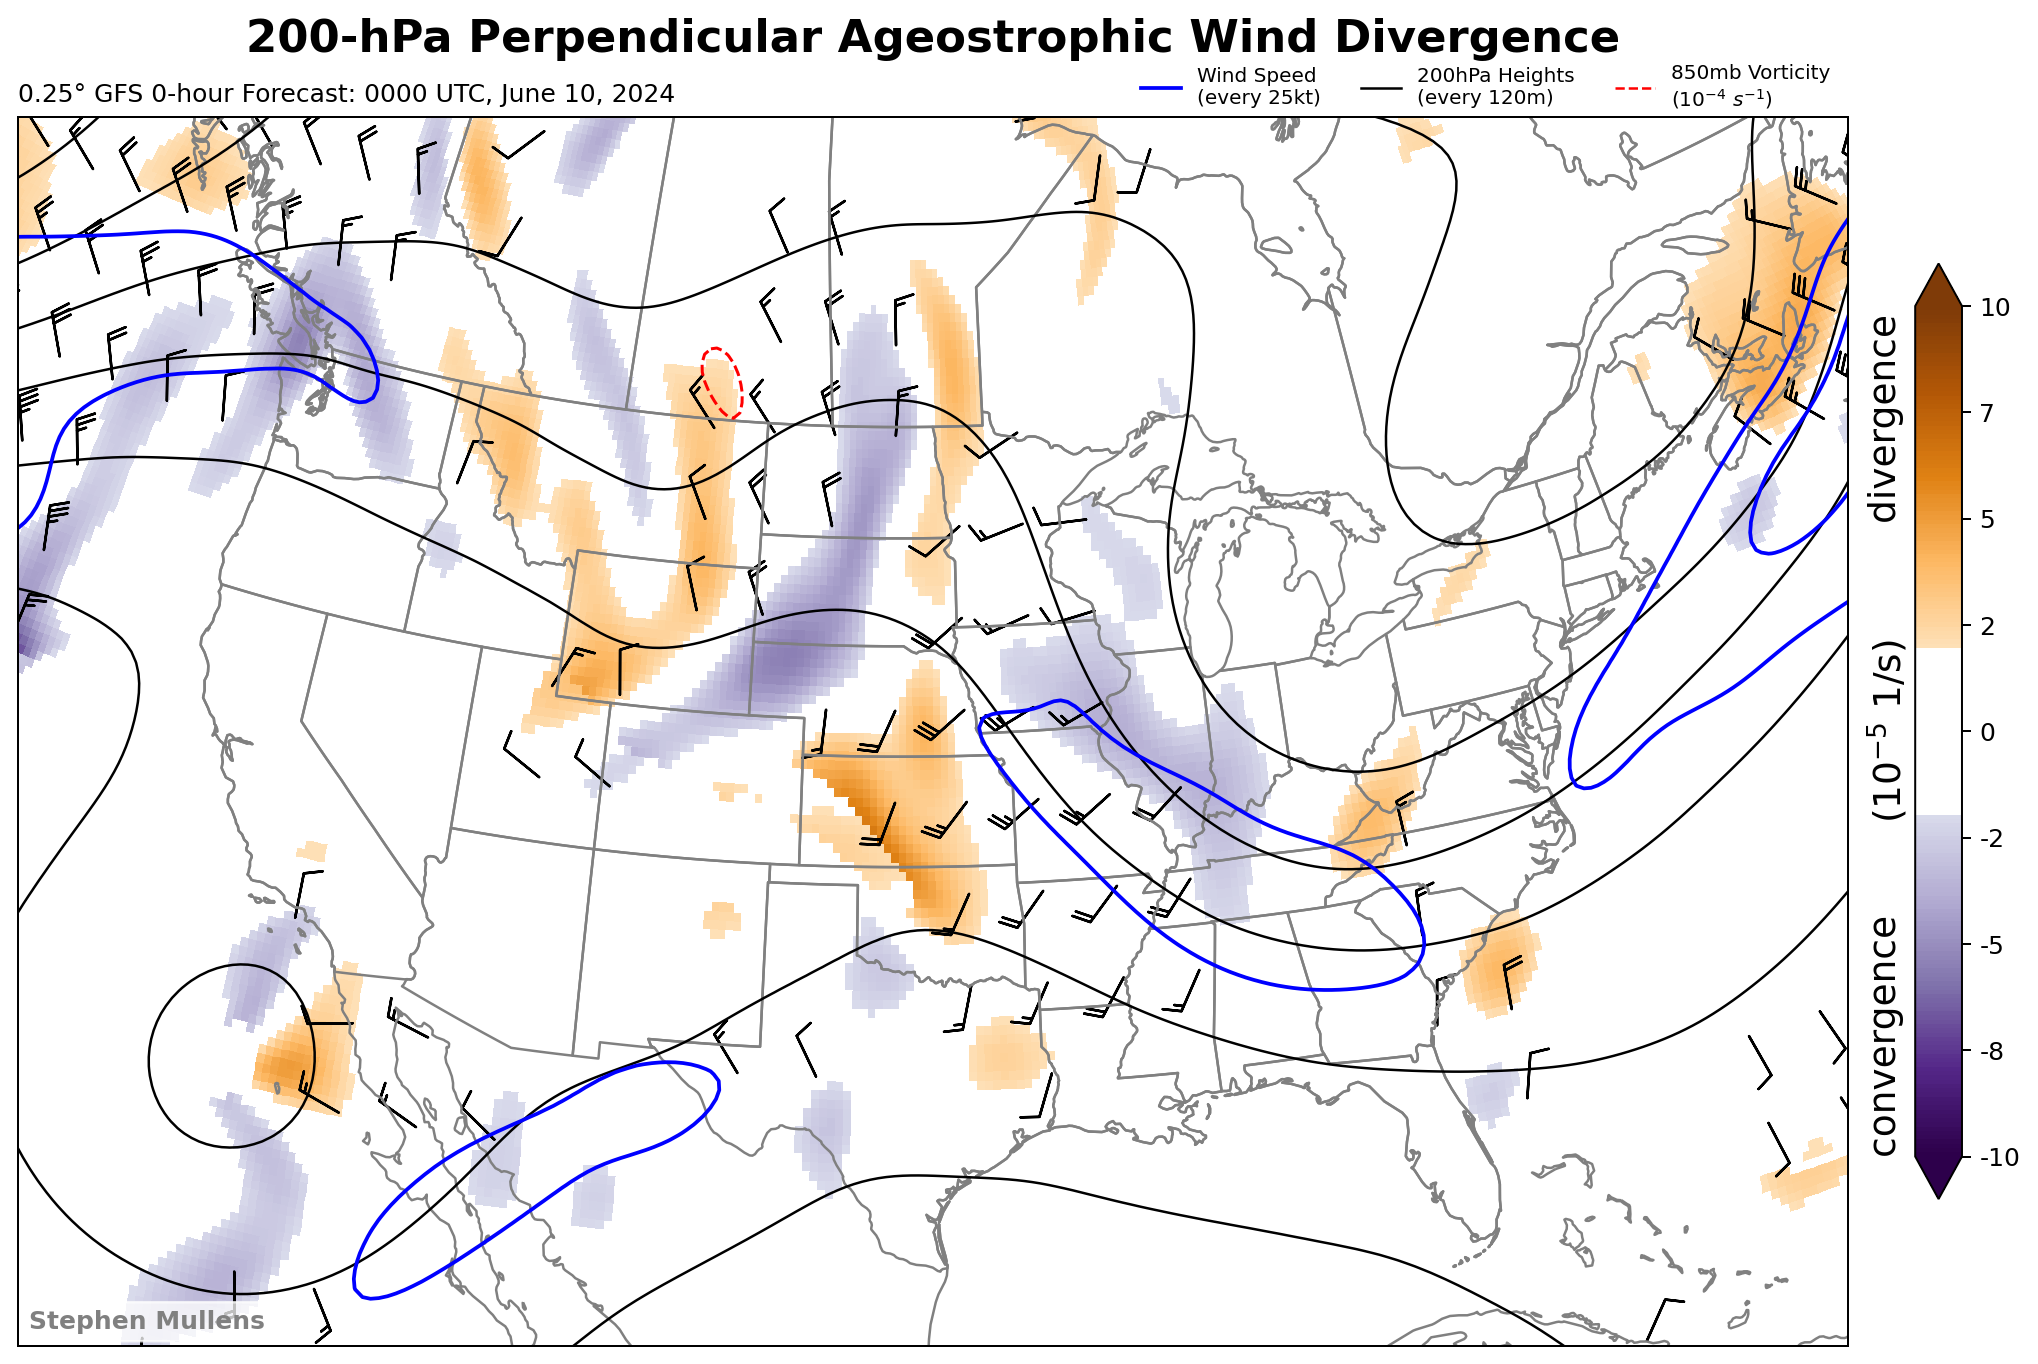 200-hPa Perpendicular Ageostrophic Wind Divergence
0.25° GFS 0-hour Forecast: 0000 UTC, June 10, 2024
Wind Speed
(every 25kt)
200hPa Heights
(every 120m)
850mb Vorticity
(10⁻⁴ s⁻¹)
10
7
5
2
0
-2
-5
-8
-10
convergence (10⁻⁵ 1/s) divergence
Stephen Mullens